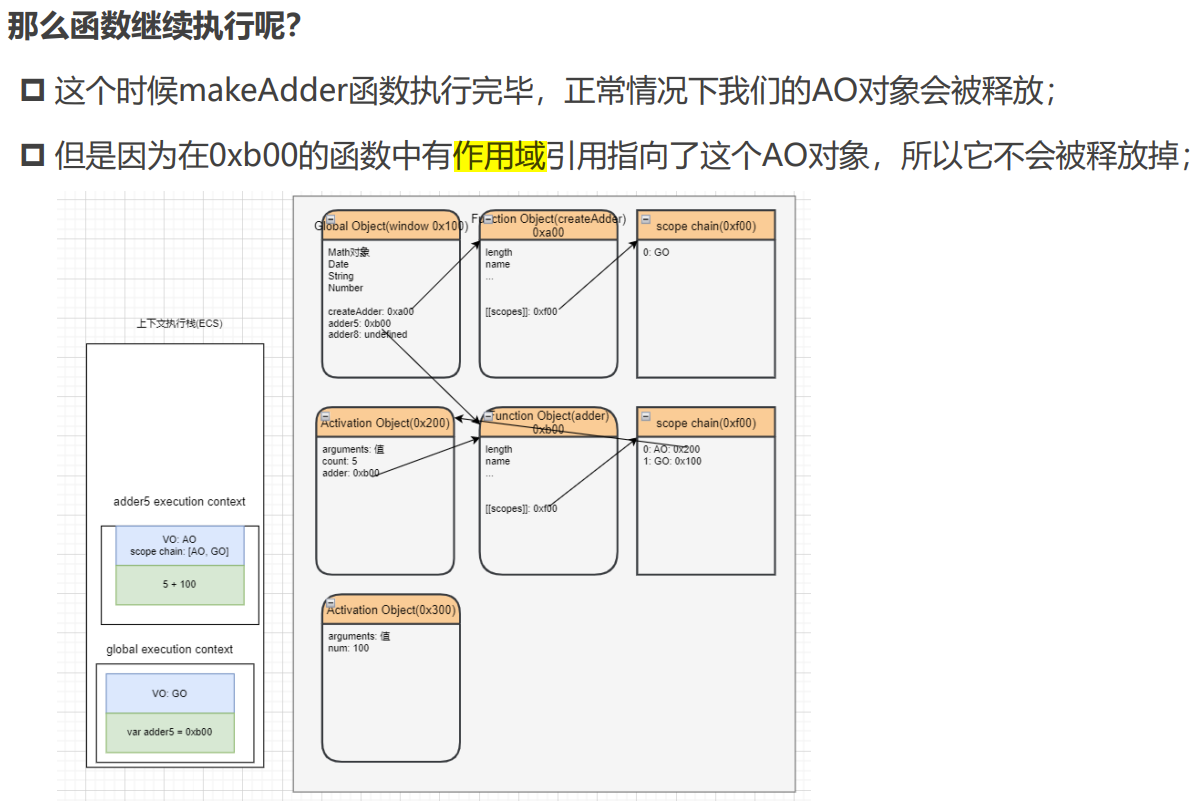 那么函数继续执行呢？
这个时候makeAdder函数执行完毕，正常情况下我们的AO对象会被释放；
但是因为在0xb00的函数中有作用域引用指向了这个AO对象，所以它不会被释放掉；
Global Object(window 0x100)
Math对象
Date
String
Number
createAdder: 0xa00
adder5: 0xb00
adder8: undefined
Function Object(createAdder)
0xa00
length
name
...
[[scopes]]: 0xf00
scope chain(0xf00)
0: GO
上下文执行栈(ECS)
Activation Object(0x200)
arguments: 值
count: 5
adder: 0xb00
Function Object(adder)
0xb00
length
name
...
[[scopes]]: 0xf00
scope chain(0xf00)
0: AO: 0x200
1: GO: 0x100
adder5 execution context
VO: AO
scope chain: [AO, GO]
5 + 100
Activation Object(0x300)
arguments: 值
num: 100
global execution context
VO: GO
var adder5 = 0xb00